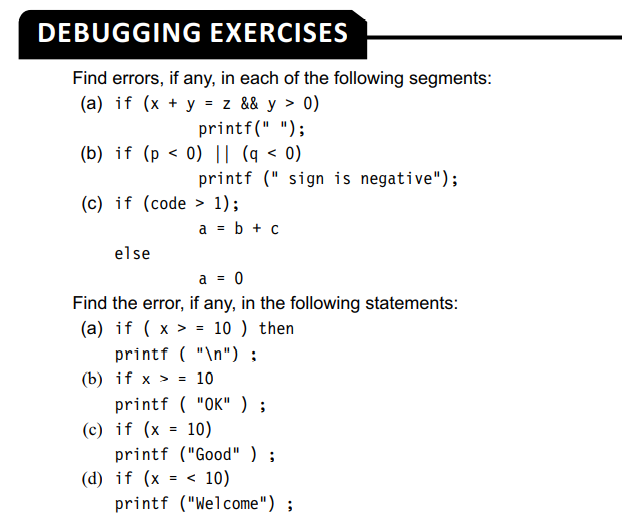 DEBUGGING EXERCISES
Find errors, if any, in each of the following segments:
(a) if (x + y = z && y > 0)
printf(" ");
(b) if (p < 0) || (q < 0)
printf (" sign is negative");
(c) if (code > 1);
a = b + c
else
a = 0
Find the error, if any, in the following statements:
(a) if ( x > = 10 ) then
printf ( "\n") ;
(b) if x > = 10
printf ( "OK" ) ;
(c) if (x = 10)
printf ("Good" ) ;
(d) if (x = < 10)
printf ("Welcome") ;